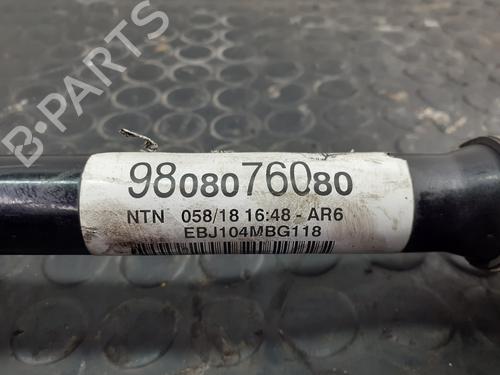 B-PARTS
9808076080
NTN 058/18 16:48 - AR6
EBJ104MBG118